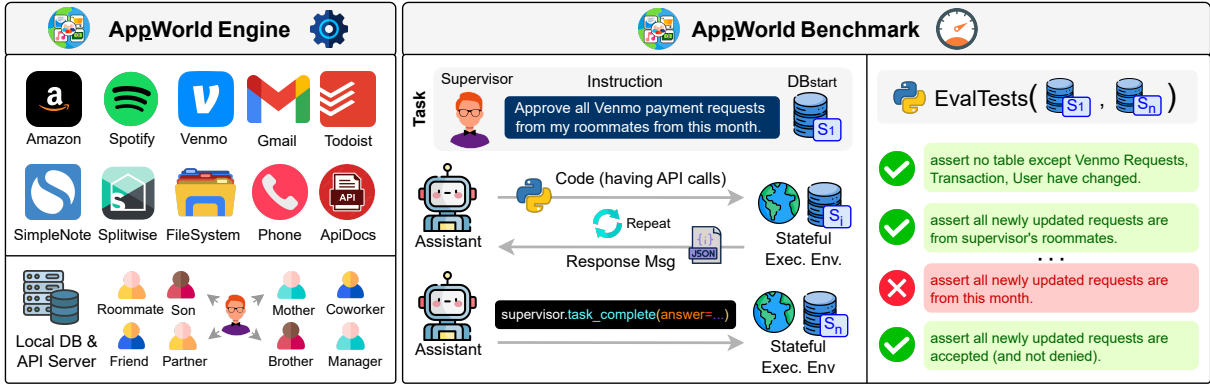 AppWorld Engine
a
Amazon
Spotify
Venmo
Gmail
Todoist
SimpleNote
Splitwise
FileSystem
Phone
API
ApiDocs
Local DB &
API Server
Roommate
Son
Mother
Coworker
Friend
Partner
Brother
Manager
AppWorld Benchmark
Task
Supervisor
Instruction
DBstart
Approve all Venmo payment requests
from my roommates from this month.
S1
Assistant
Code (having API calls)
Repeat
{i}
JSON
Response Msg
Si
Stateful
Exec. Env.
Assistant
supervisor.task_complete(answer=...)
Sn
Stateful
Exec. Env
EvalTests( S1 , Sn )
assert no table except Venmo Requests,
Transaction, User have changed.
assert all newly updated requests are
from supervisor's roommates.
...
assert all newly updated requests are
from this month.
assert all newly updated requests are
accepted (and not denied).